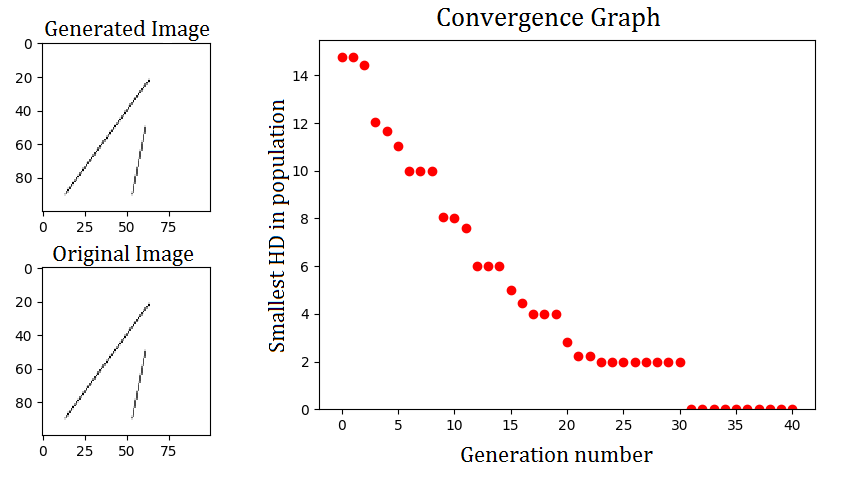 Generated Image
0
20
40
60
80
0 25 50 75
Original Image
0
20
40
60
80
0 25 50 75
Convergence Graph
Smallest HD in population
14
12
10
8
6
4
2
0
0 5 10 15 20 25 30 35 40
Generation number